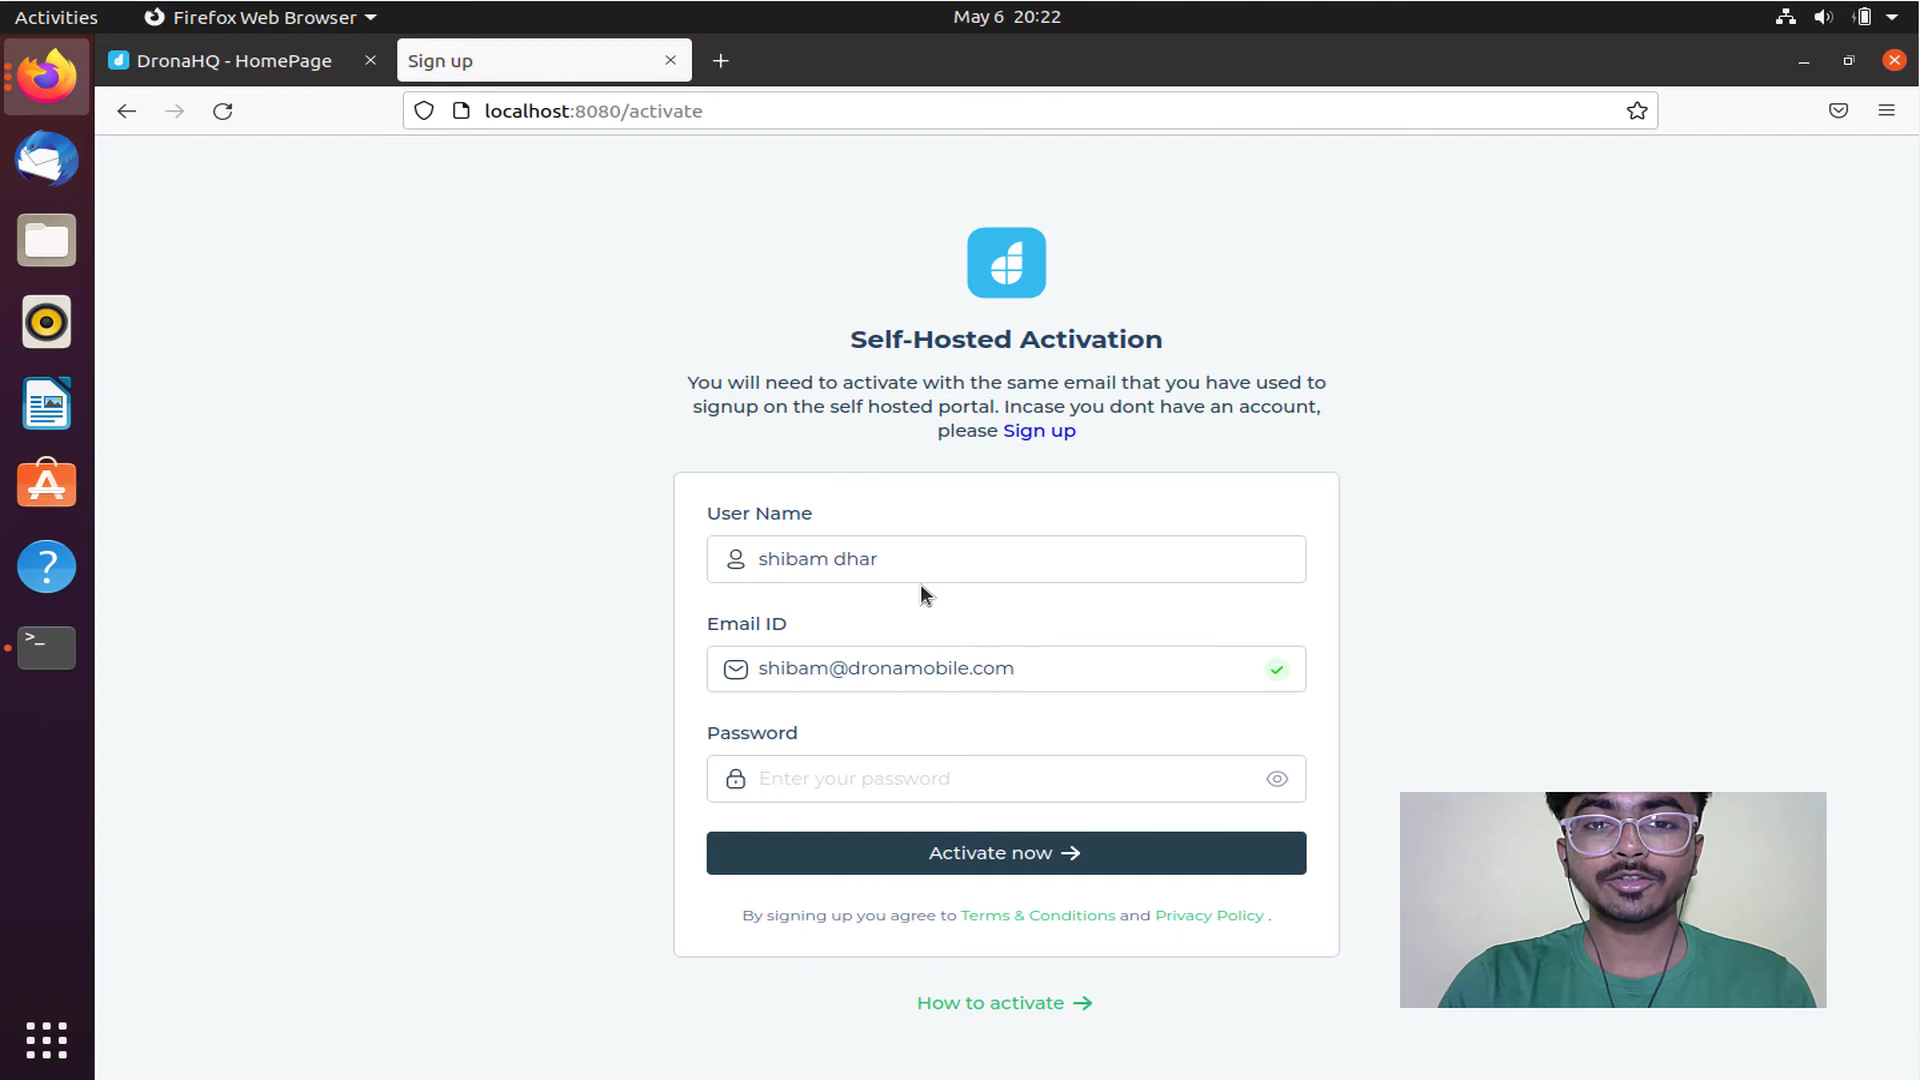 Activities
Firefox Web Browser
May 6 20:22
DronaHQ - HomePage
Sign up
localhost:8080/activate
Self-Hosted Activation
You will need to activate with the same email that you have used to
signup on the self hosted portal. Incase you dont have an account,
please Sign up
User Name
shibam dhar
Email ID
shibam@dronamobile.com
Password
Enter your password
Activate now →
By signing up you agree to Terms & Conditions and Privacy Policy .
How to activate →